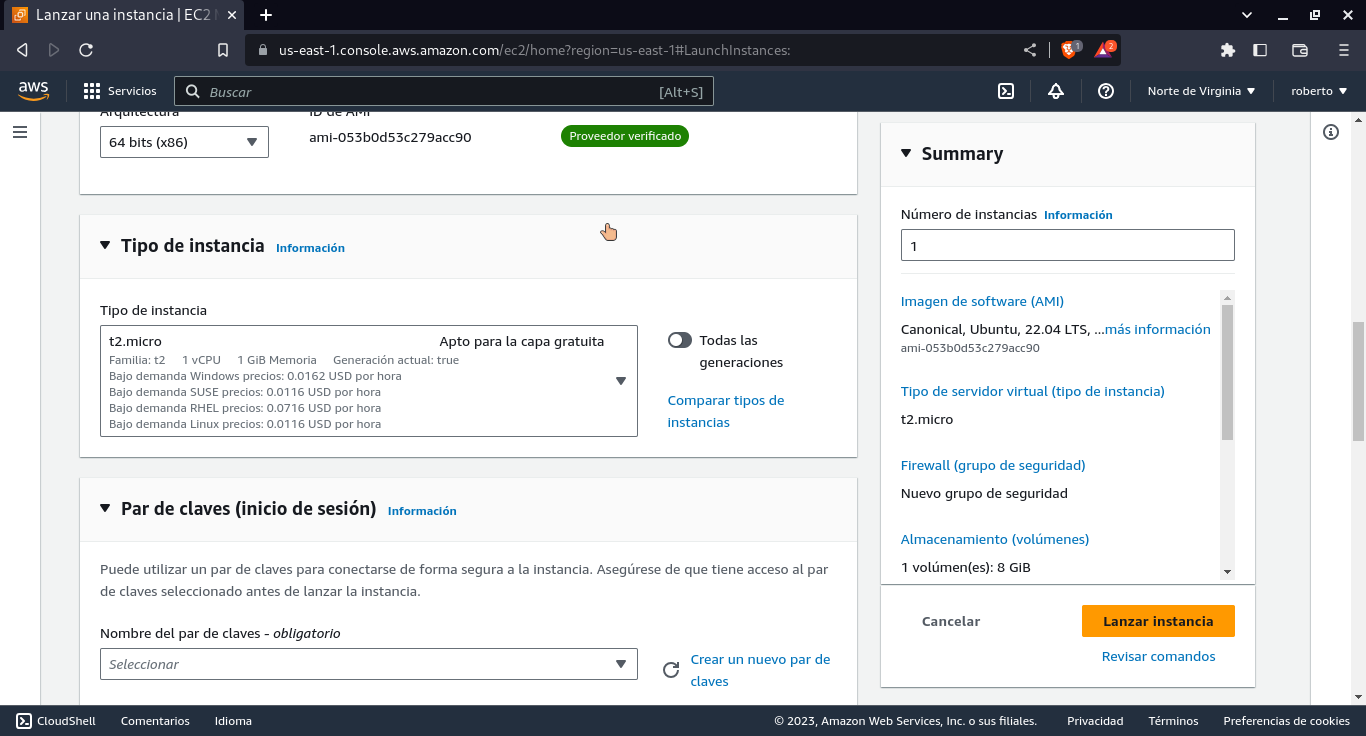 Lanzar una instancia | EC2
us-east-1.console.aws.amazon.com/ec2/home?region=us-east-1#LaunchInstances:
1
2
aws
Servicios
Buscar
[Alt+S]
Norte de Virginia
roberto
Arquitectura
ID de AMI
64 bits (x86)
ami-053b0d53c279acc90
Proveedor verificado
Tipo de instancia
Información
Tipo de instancia
t2.micro
Apto para la capa gratuita
Familia: t2 1 vCPU 1 GiB Memoria Generación actual: true
Bajo demanda Windows precios: 0.0162 USD por hora
Bajo demanda SUSE precios: 0.0116 USD por hora
Bajo demanda RHEL precios: 0.0716 USD por hora
Bajo demanda Linux precios: 0.0116 USD por hora
Todas las
generaciones
Comparar tipos de
instancias
Par de claves (inicio de sesión)
Información
Puede utilizar un par de claves para conectarse de forma segura a la instancia. Asegúrese de que tiene acceso al par
de claves seleccionado antes de lanzar la instancia.
Nombre del par de claves - obligatorio
Seleccionar
Crear un nuevo par de
claves
Summary
Número de instancias
Información
1
Imagen de software (AMI)
Canonical, Ubuntu, 22.04 LTS, ...más información
ami-053b0d53c279acc90
Tipo de servidor virtual (tipo de instancia)
t2.micro
Firewall (grupo de seguridad)
Nuevo grupo de seguridad
Almacenamiento (volúmenes)
1 volúmen(es): 8 GiB
Cancelar
Lanzar instancia
Revisar comandos
CloudShell
Comentarios
Idioma
© 2023, Amazon Web Services, Inc. o sus filiales.
Privacidad
Términos
Preferencias de cookies